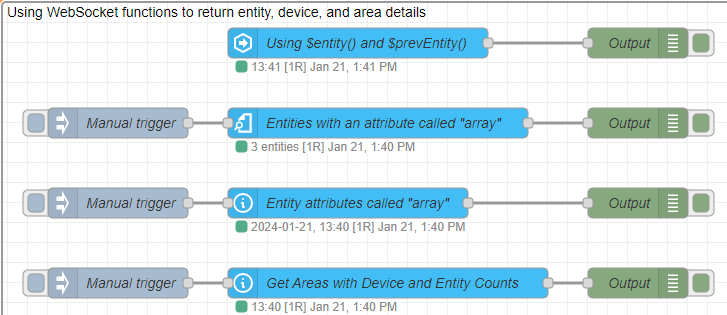 Using WebSocket functions to return entity, device, and area details
Using $entity() and $prevEntity()
Output
13:41 [1R] Jan 21, 1:41 PM
Manual trigger
Entities with an attribute called "array"
Output
3 entities [1R] Jan 21, 1:40 PM
Manual trigger
Entity attributes called "array"
Output
2024-01-21, 13:40 [1R] Jan 21, 1:40 PM
Manual trigger
Get Areas with Device and Entity Counts
Output
13:40 [1R] Jan 21, 1:40 PM